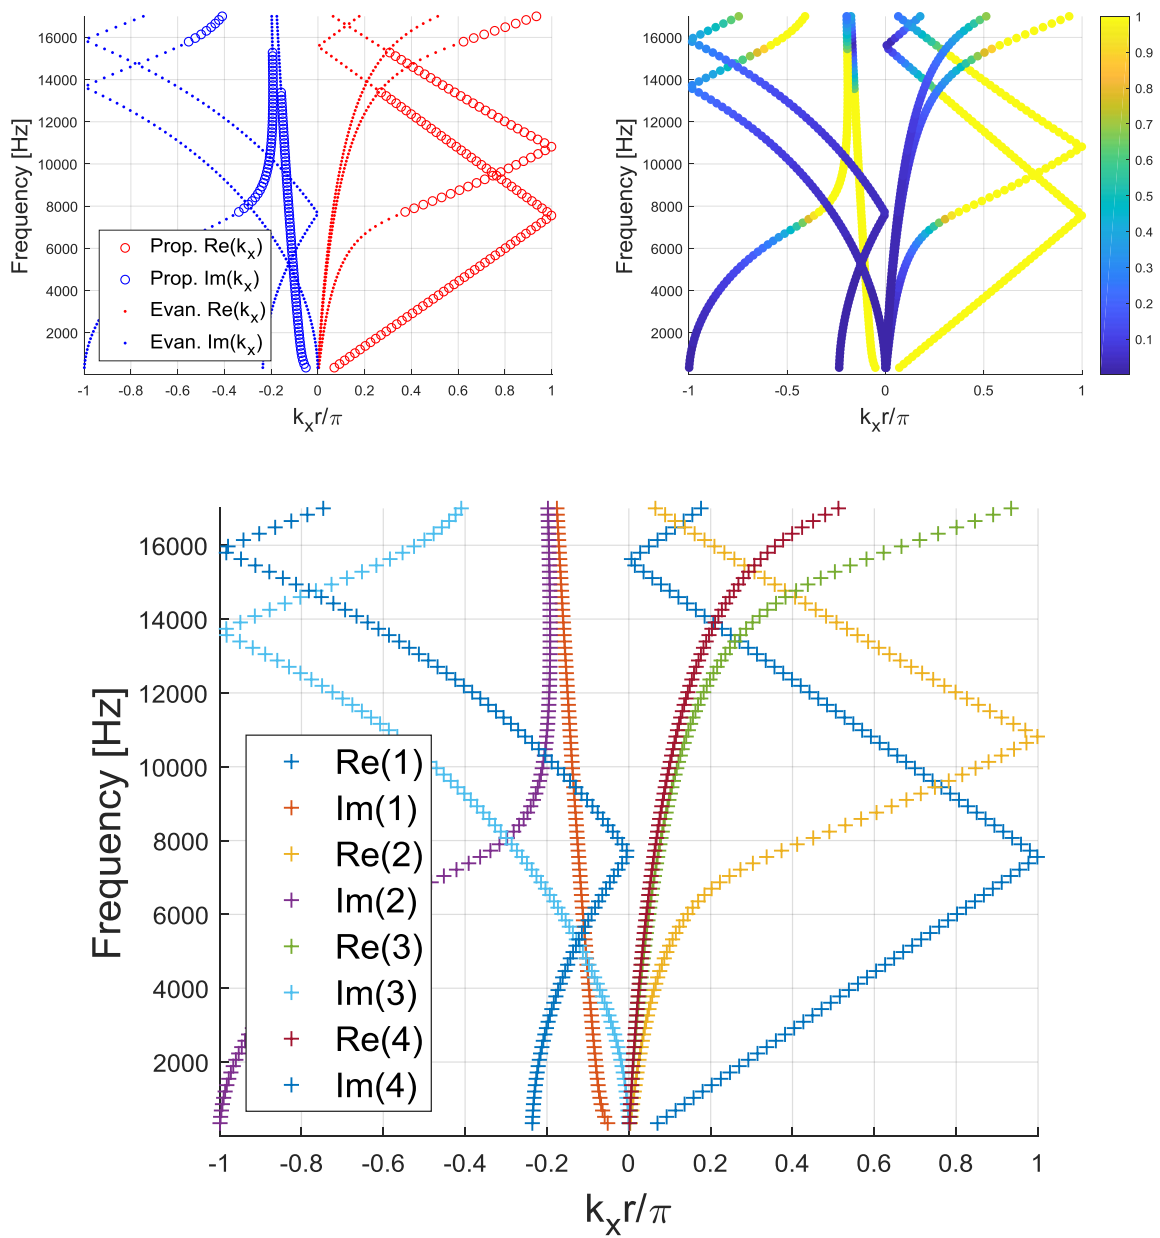 16000
14000
12000
10000
8000
6000
4000
2000
Frequency [Hz]
Prop. Re(kx)
Prop. Im(kx)
Evan. Re(kx)
Evan. Im(kx)
-1 -0.8 -0.6 -0.4 -0.2 0 0.2 0.4 0.6 0.8 1
kxr/π
16000
14000
12000
10000
8000
6000
4000
2000
Frequency [Hz]
-1 -0.5 0 0.5 1
kxr/π
1
0.9
0.8
0.7
0.6
0.5
0.4
0.3
0.2
0.1
16000
14000
12000
10000
8000
6000
4000
2000
Frequency [Hz]
Re(1)
Im(1)
Re(2)
Im(2)
Re(3)
Im(3)
Re(4)
Im(4)
-1 -0.8 -0.6 -0.4 -0.2 0 0.2 0.4 0.6 0.8 1
kxr/π